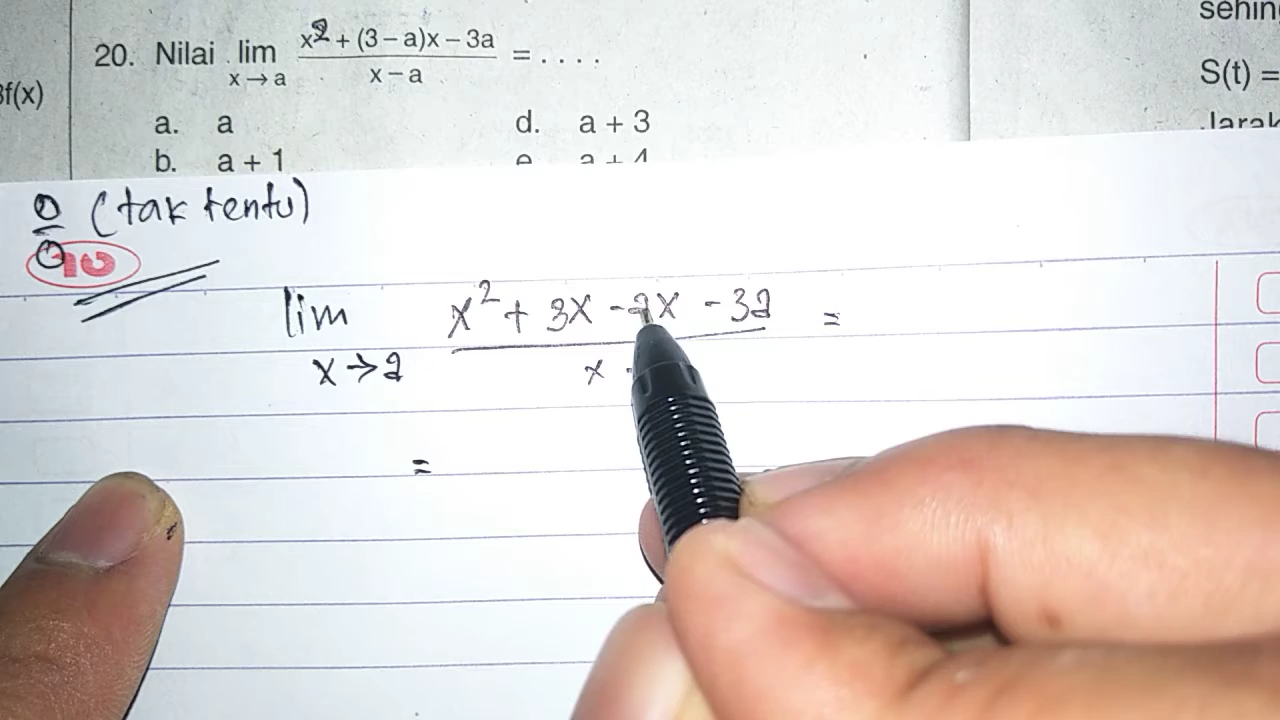 sehin
20. Nilai lim x→a x² + (3 – a)x – 3a / x – a = . . . .
f(x)
S(t) =
a. a
d. a + 3
Jarak
b. a + 1
e. a + 4
0/0 (tak tentu)
lim x→a x² + 3x - ax - 3a / x - =
=